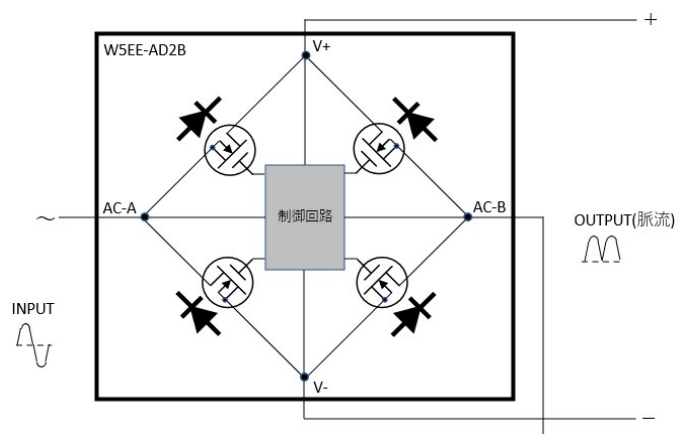 +
V+
W5EE-AD2B
AC-A
AC-B
制御回路
~
OUTPUT(脈流)
INPUT
V-
-